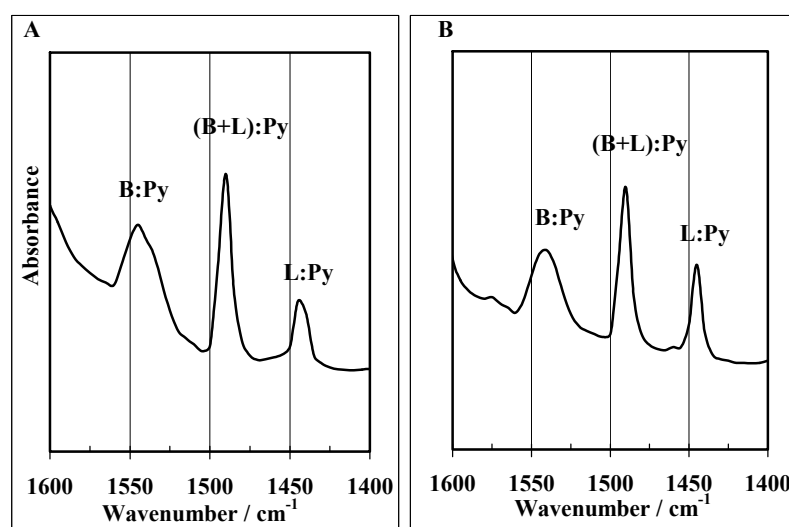 A
Absorbance
(B+L):Py
B:Py
L:Py
1600 1550 1500 1450 1400
Wavenumber / cm⁻¹
B
(B+L):Py
B:Py
L:Py
1600 1550 1500 1450 1400
Wavenumber / cm⁻¹